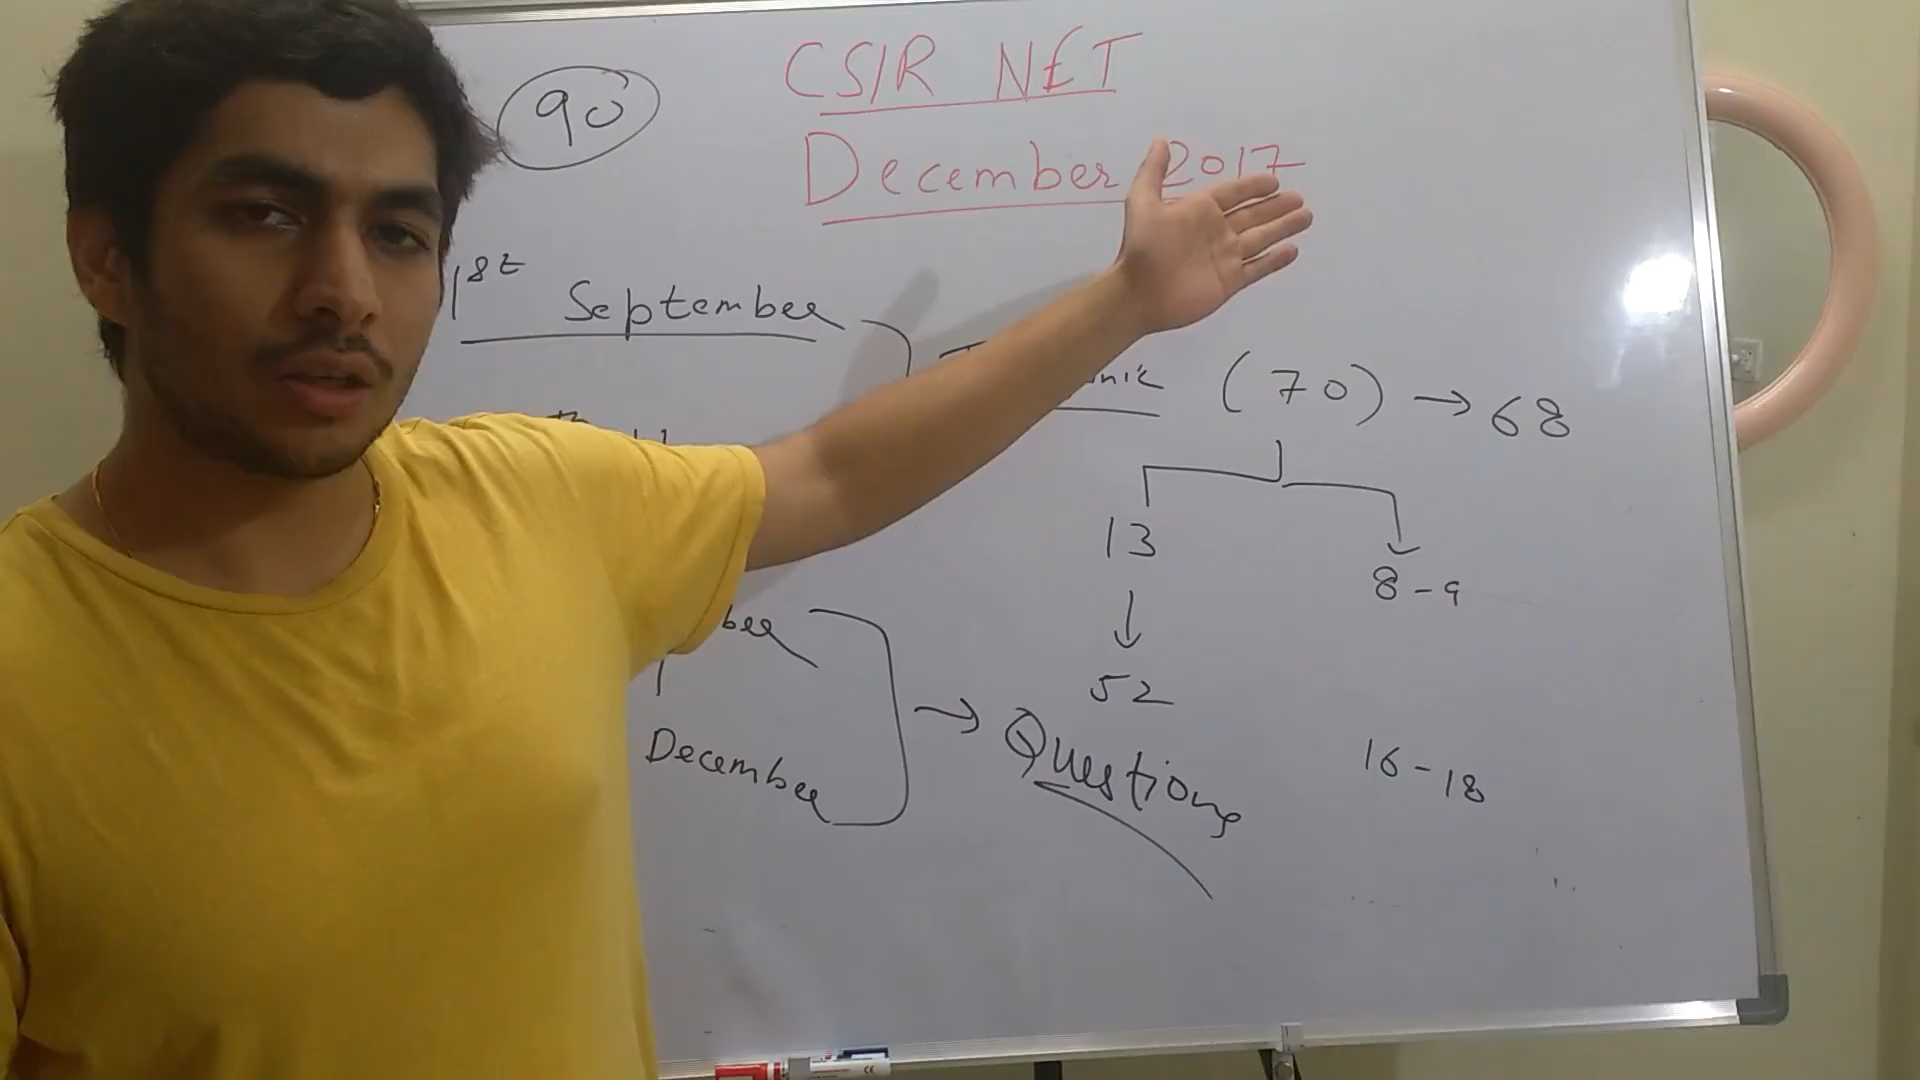 90
CSIR NET
December 2017
1st September
(70) → 68
13
8-9
52
December
→ Questions
16-18